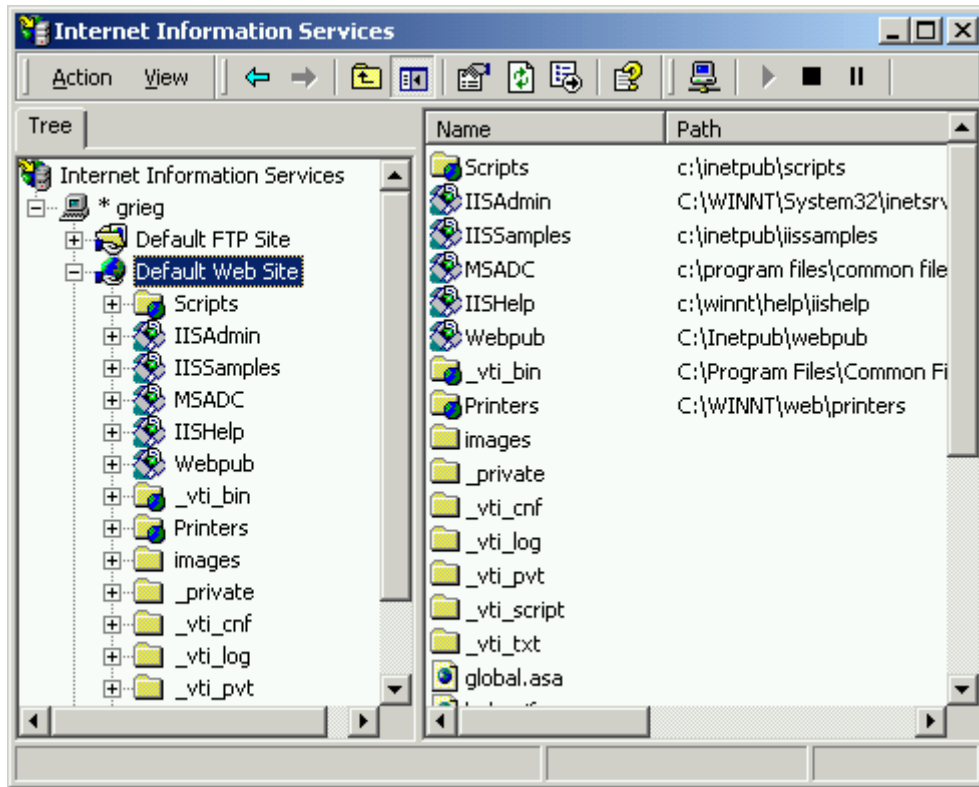 Internet Information Services
Action View
Tree
Internet Information Services
* grieg
Default FTP Site
Default Web Site
Scripts
IISAdmin
IISSamples
MSADC
IISHelp
Webpub
_vti_bin
Printers
images
_private
_vti_cnf
_vti_log
_vti_pvt
Name Path
Scripts c:\inetpub\scripts
IISAdmin C:\WINNT\System32\inetsrv
IISSamples c:\inetpub\iissamples
MSADC c:\program files\common file
IISHelp c:\winnt\help\iishelp
Webpub C:\Inetpub\webpub
_vti_bin C:\Program Files\Common Fi
Printers C:\WINNT\web\printers
images
_private
_vti_cnf
_vti_log
_vti_pvt
_vti_script
_vti_txt
global.asa